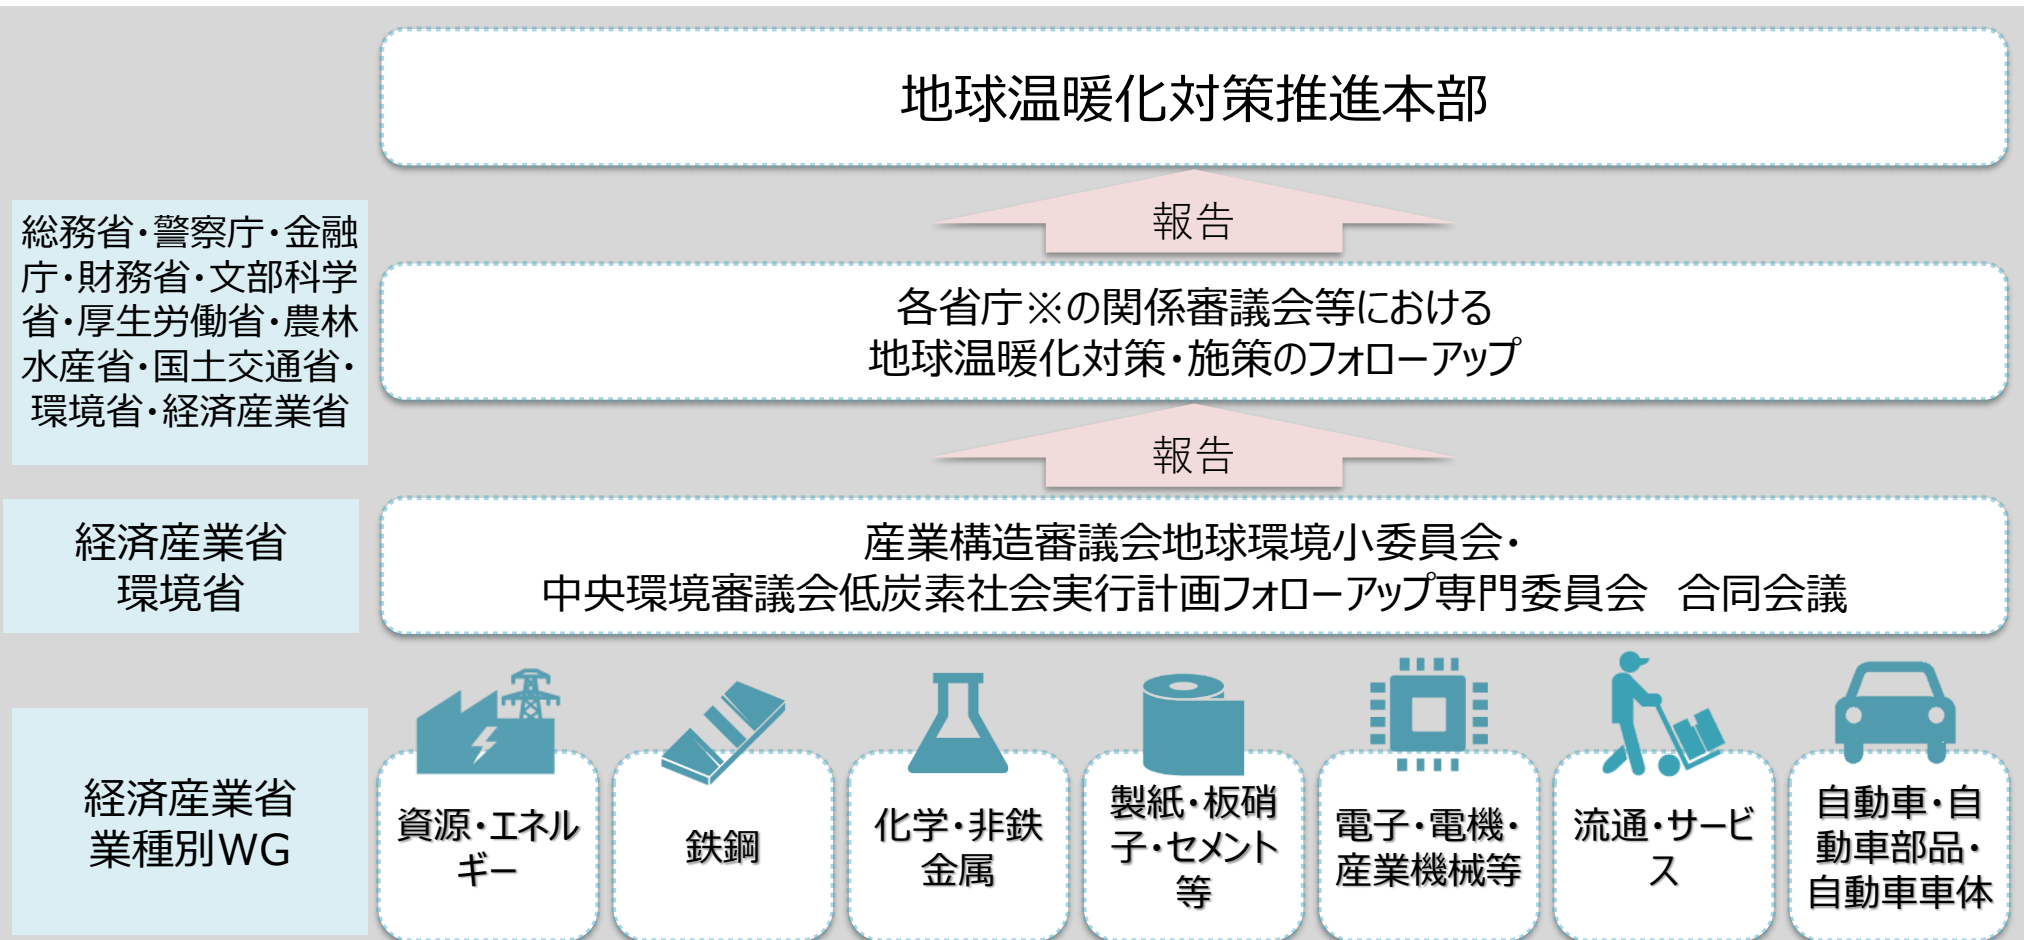 地球温暖化対策推進本部
報告
総務省・警察庁・金融
庁・財務省・文部科学
省・厚生労働省・農林
水産省・国土交通省・
環境省・経済産業省
各省庁※の関係審議会等における
地球温暖化対策・施策のフォローアップ
報告
経済産業省
環境省
産業構造審議会地球環境小委員会・
中央環境審議会低炭素社会実行計画フォローアップ専門委員会　合同会議
経済産業省
業種別WG
資源・エネル
ギー
鉄鋼
化学・非鉄
金属
製紙・板硝
子・セメント
等
電子・電機・
産業機械等
流通・サービ
ス
自動車・自
動車部品・
自動車車体